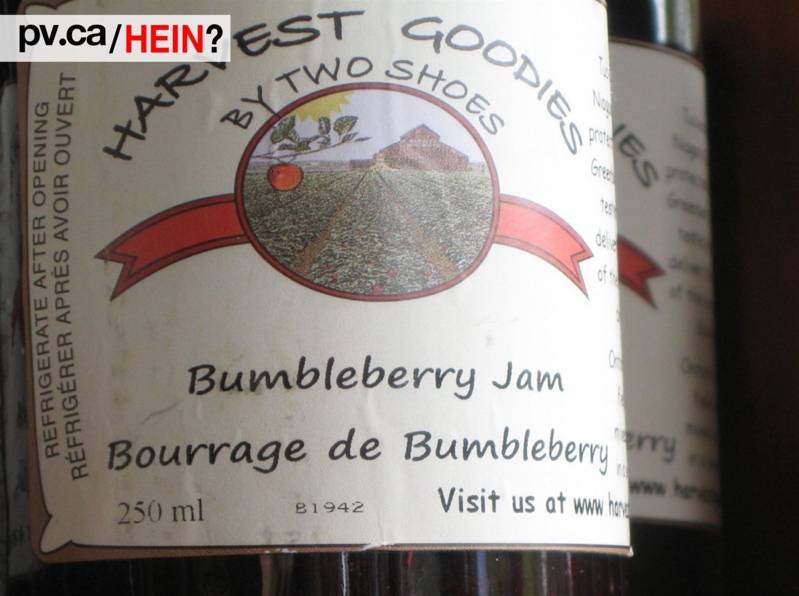 pv.ca/HEIN?
HARVEST GOODIES
BY TWO SHOES
REFRIGERATE AFTER OPENING
RÉFRIGÉRER APRÈS AVOIR OUVERT
Bumbleberry Jam
Bourrage de Bumbleberry
250 ml
81942
Visit us at www.